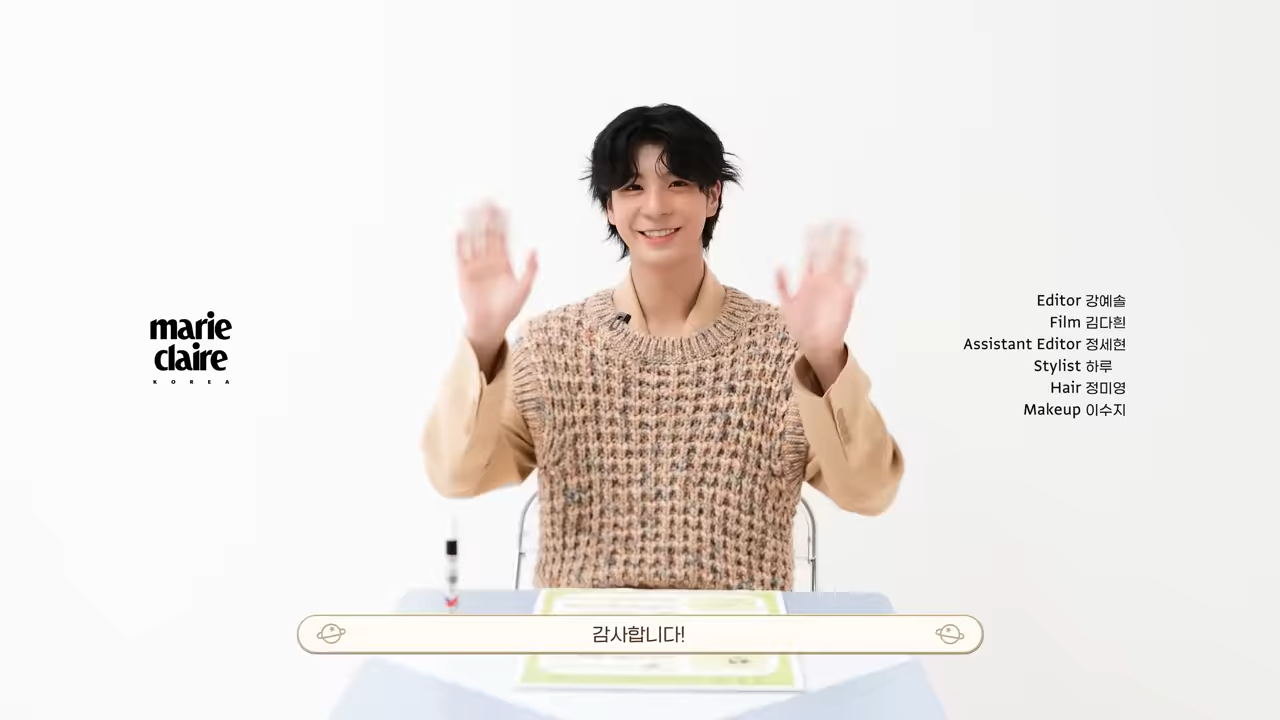 marie
claire
KOREA
Editor 강예솔
Film 김다흰
Assistant Editor 정세현
Stylist 하루
Hair 정미영
Makeup 이수지
감사합니다!